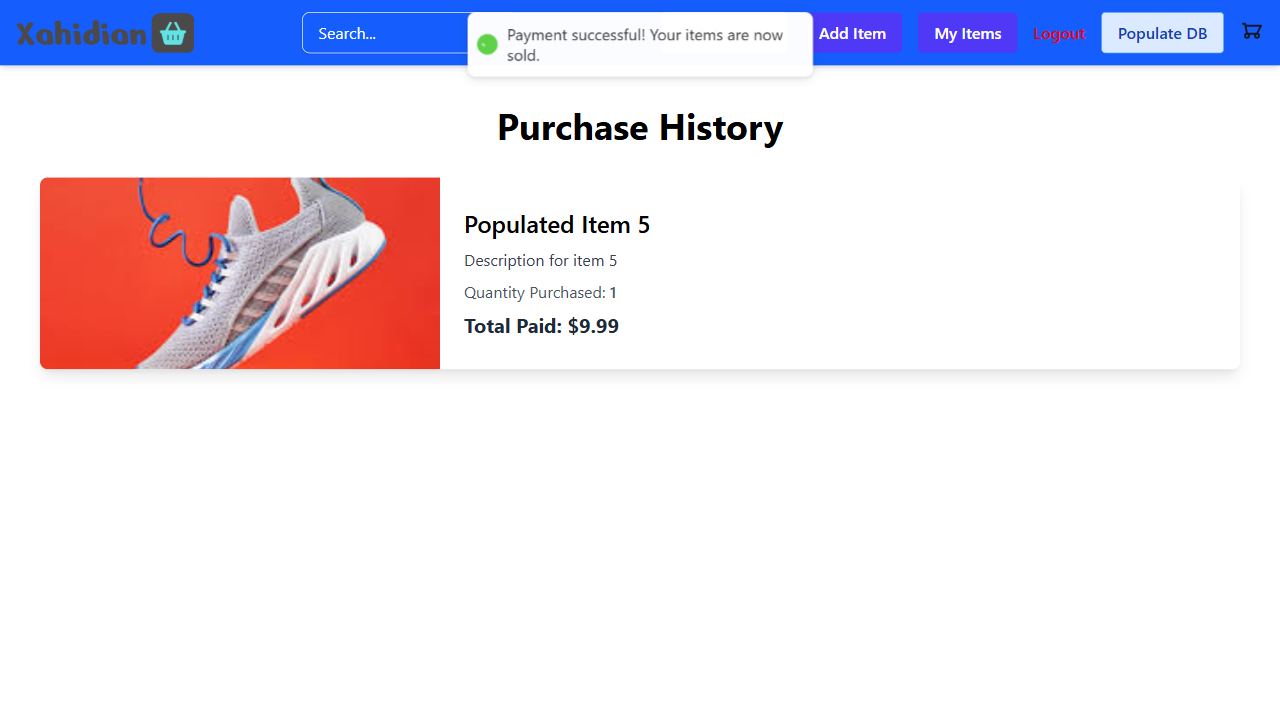 Xahidian
Search...
Payment successful! Your items are now
sold.
Add Item
My Items
Logout
Populate DB
Purchase History
Populated Item 5
Description for item 5
Quantity Purchased: 1
Total Paid: $9.99